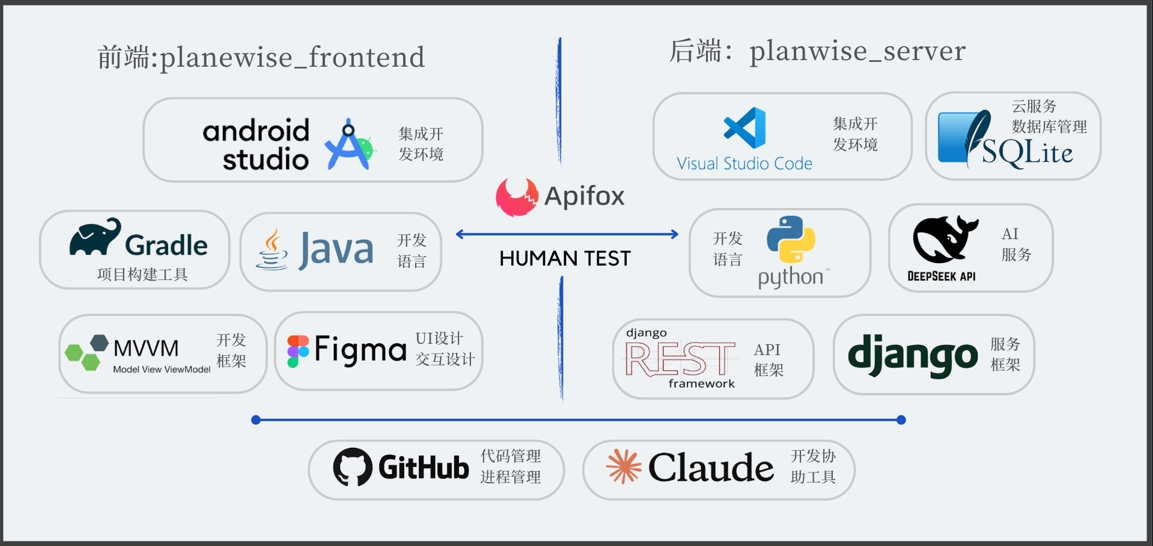 前端:planewise_frontend
后端：planwise_server
android
studio
集成开
发环境
Visual Studio Code
集成开
发环境
云服务
数据库管理
SQLite
Apifox
HUMAN TEST
Gradle
项目构建工具
Java
开发
语言
开发
语言
python™
DEEPSEEK API
AI
服务
MVVM
Model View ViewModel
开发
框架
Figma
UI设计
交互设计
django
REST
framework
API
框架
django
服务
框架
GitHub
代码管理
进程管理
Claude
开发协
助工具